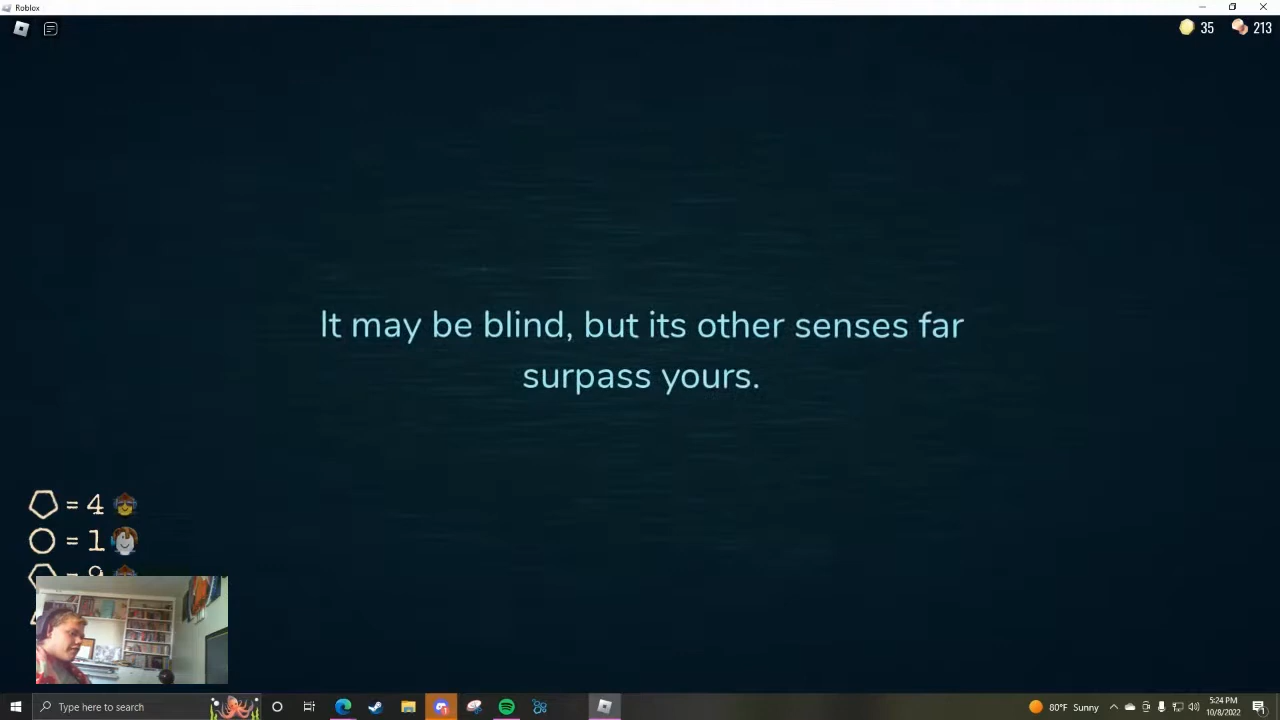 Roblox
35
213
It may be blind, but its other senses far
surpass yours.
= 4
= 1
Type here to search
80°F Sunny
5:24 PM
10/8/2022